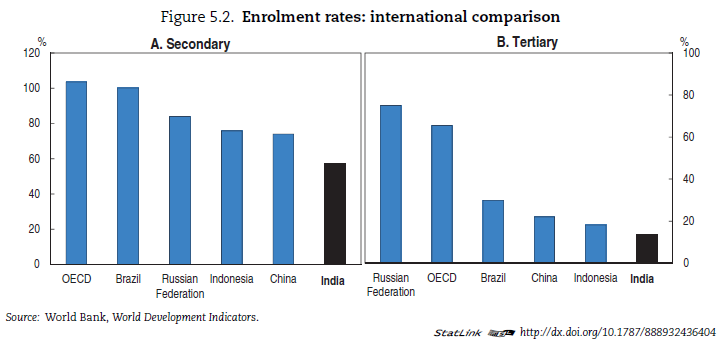 Figure 5.2. Enrolment rates: international comparison
%
A. Secondary
120
100
80
60
40
20
0
OECD
Brazil
Russian
Federation
Indonesia
China
India
B. Tertiary
%
100
80
60
40
20
0
Russian
Federation
OECD
Brazil
China
Indonesia
India
Source: World Bank, World Development Indicators.
StatLink http://dx.doi.org/10.1787/888932436404